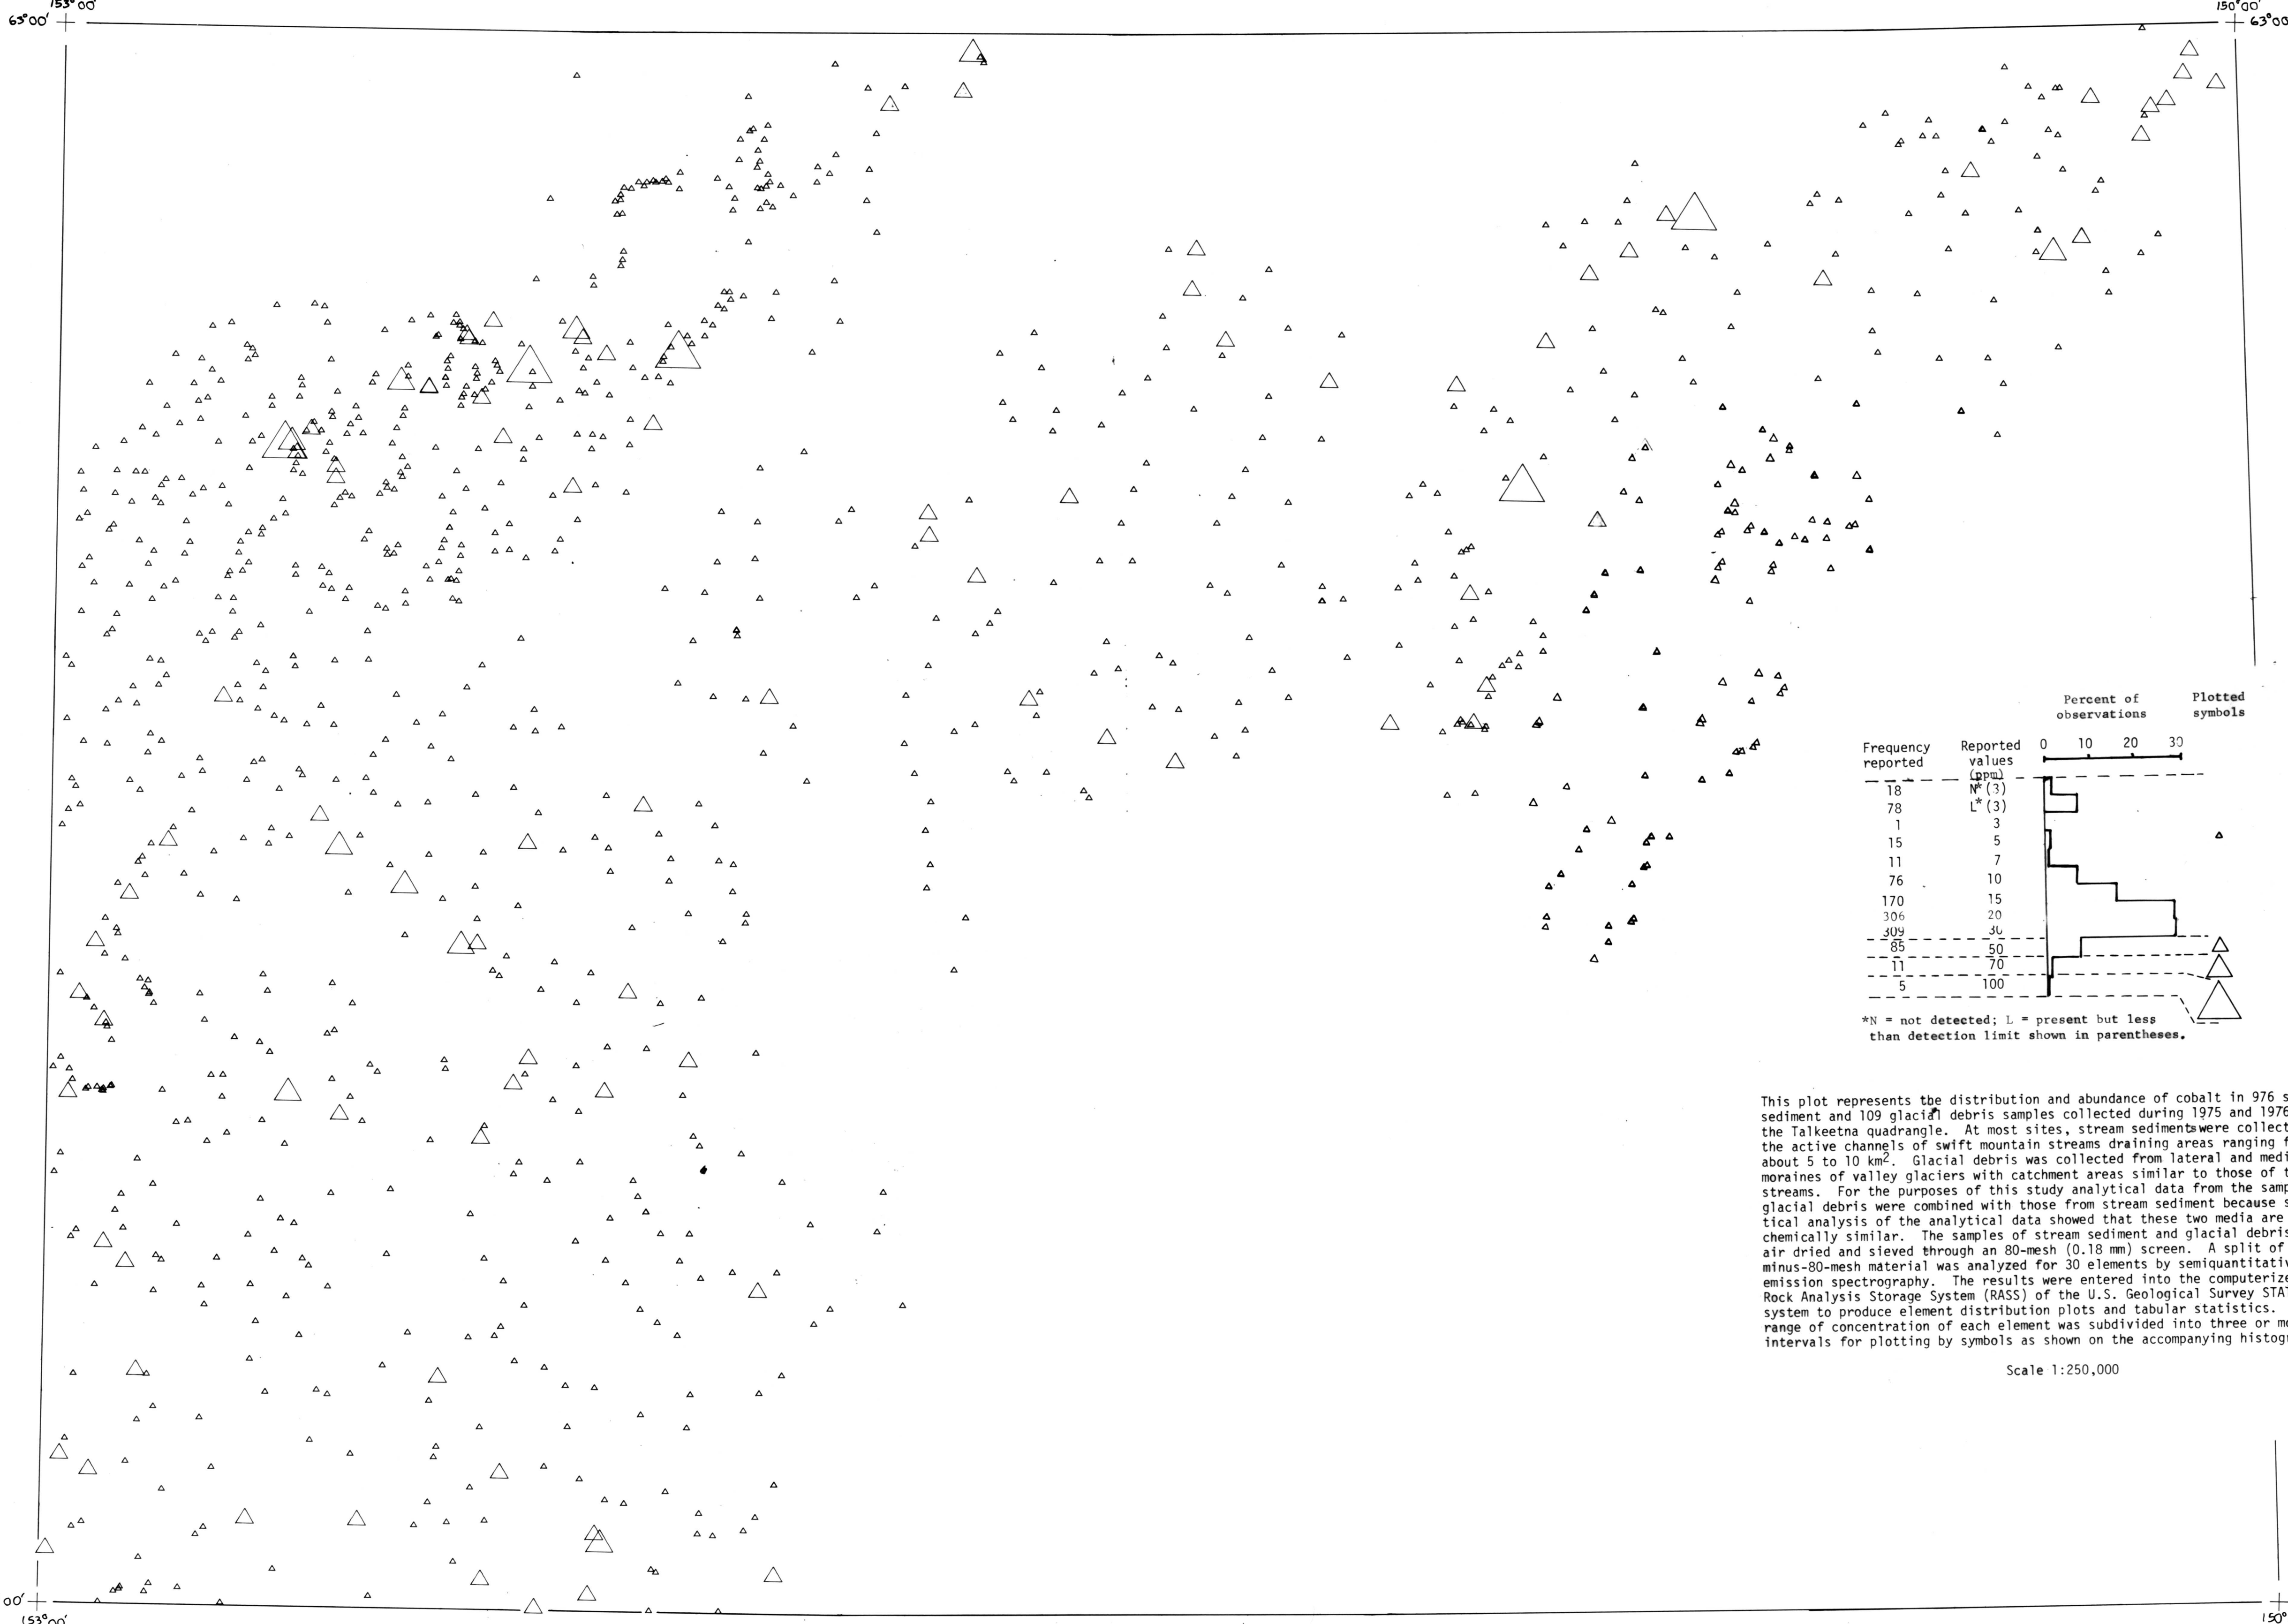 153°00'
63°00'
150°00'
63°00
Percent of observations
Plotted symbols
Frequency reported
Reported values (ppm)
0 10 20 30
18 N*(3)
78 L*(3)
1 3
15 5
11 7
76 10
170 15
306 20
309 30
85 50
11 70
5 100
*N = not detected; L = present but less
than detection limit shown in parentheses.
This plot represents the distribution and abundance of cobalt in 976 s
sediment and 109 glacial debris samples collected during 1975 and 1976
the Talkeetna quadrangle. At most sites, stream sediments were collect
the active channels of swift mountain streams draining areas ranging f
about 5 to 10 km². Glacial debris was collected from lateral and medi
moraines of valley glaciers with catchment areas similar to those of t
streams. For the purposes of this study analytical data from the samp
glacial debris were combined with those from stream sediment because s
tical analysis of the analytical data showed that these two media are
chemically similar. The samples of stream sediment and glacial debris
air dried and sieved through an 80-mesh (0.18 mm) screen. A split of
minus-80-mesh material was analyzed for 30 elements by semiquantitativ
emission spectrography. The results were entered into the computerize
Rock Analysis Storage System (RASS) of the U.S. Geological Survey STA
system to produce element distribution plots and tabular statistics.
range of concentration of each element was subdivided into three or mo
intervals for plotting by symbols as shown on the accompanying histog
Scale 1:250,000
00'
153°00'
150°